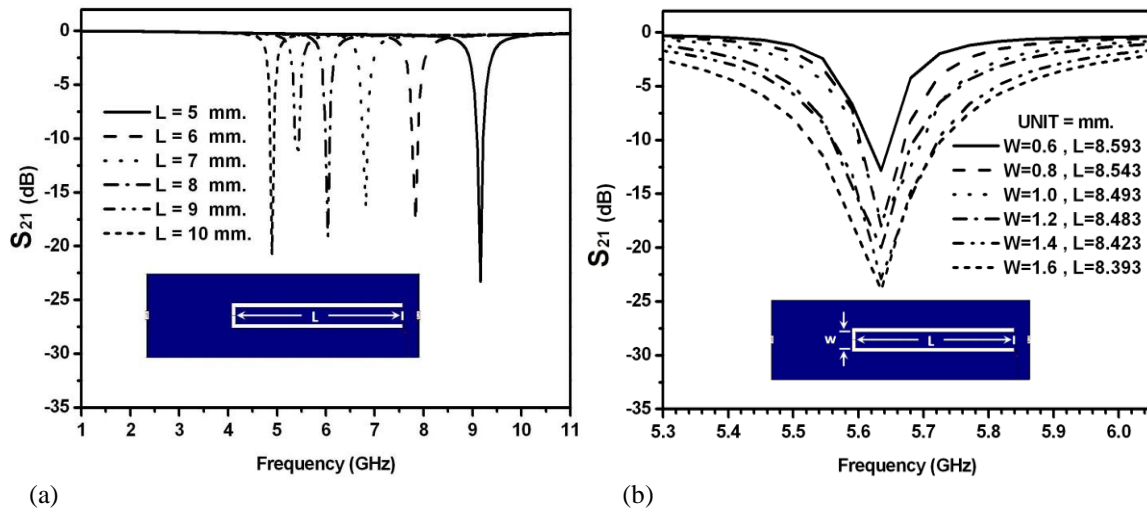 0
-5
-10
-15
-20
-25
-30
-35
S21 (dB)
L = 5 mm.
L = 6 mm.
L = 7 mm.
L = 8 mm.
L = 9 mm.
L = 10 mm.
L
1 2 3 4 5 6 7 8 9 10 11
Frequency (GHz)
(a)
0
-5
-10
-15
-20
-25
-30
-35
S21 (dB)
UNIT = mm.
W=0.6 , L=8.593
W=0.8 , L=8.543
W=1.0 , L=8.493
W=1.2 , L=8.483
W=1.4 , L=8.423
W=1.6 , L=8.393
W
L
5.3 5.4 5.5 5.6 5.7 5.8 5.9 6.0
Frequency (GHz)
(b)